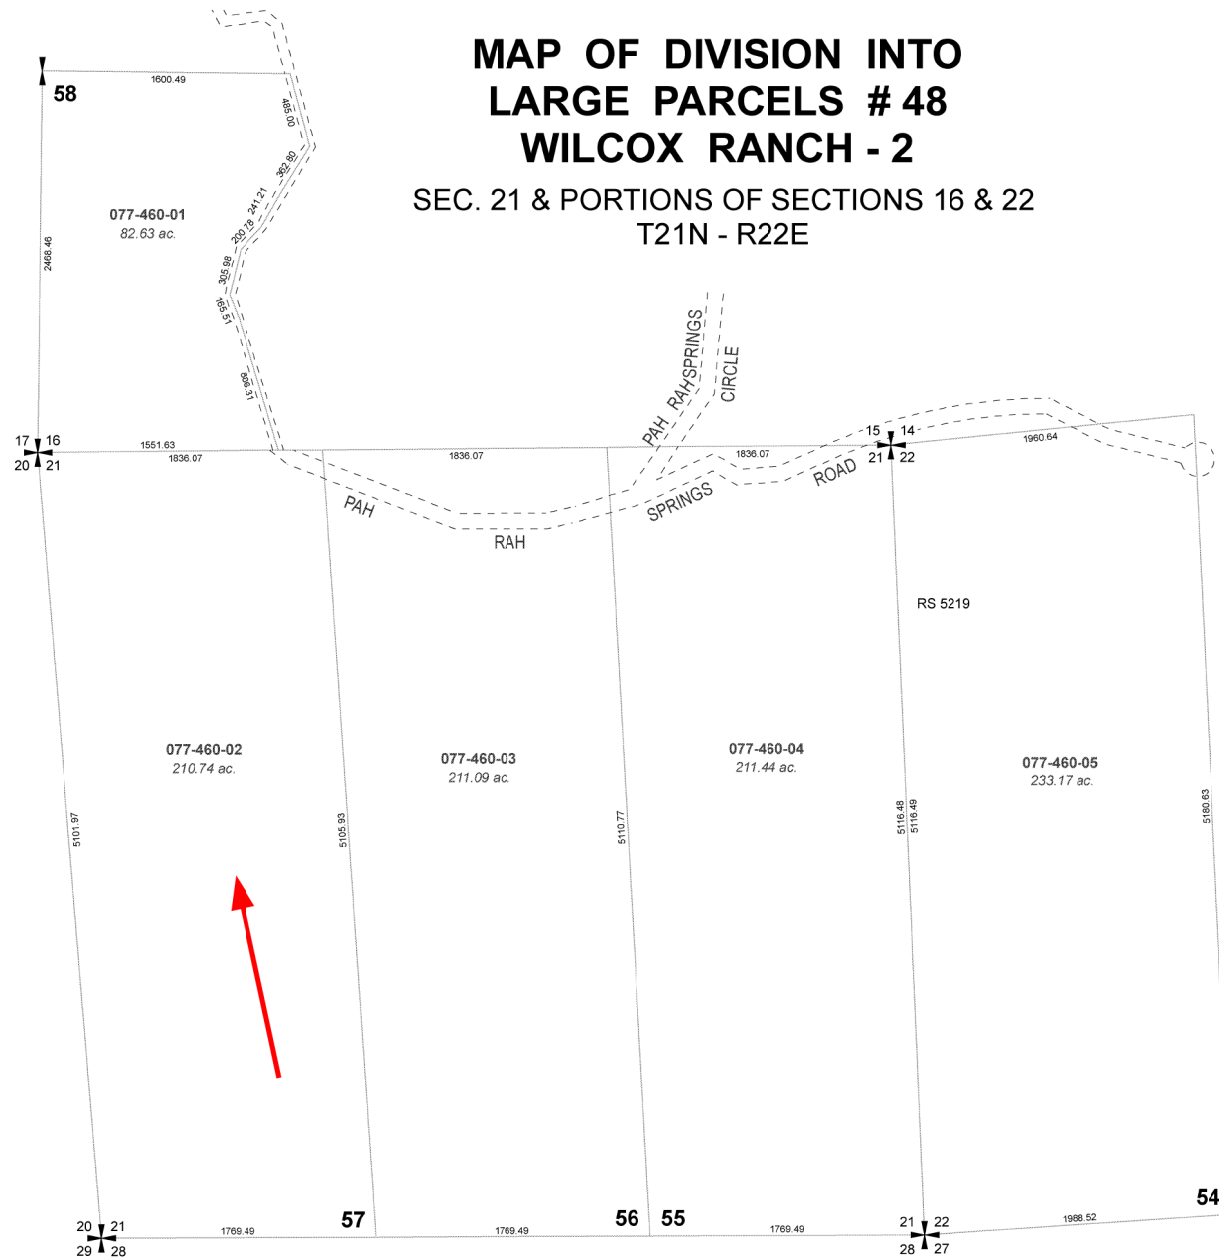 MAP OF DIVISION INTO
LARGE PARCELS # 48
WILCOX RANCH - 2
SEC. 21 & PORTIONS OF SECTIONS 16 & 22
T21N - R22E
1600.49
58
485.00
362.80
241.21
200.78
077-460-01
82.63 ac.
2468.46
305.98
165.51
806.31
PAH RAH SPRINGS
CIRCLE
17 16
20 21
1551.63
1836.07
1836.07
1836.07
15 14
21 22
1960.64
PAH
RAH
SPRINGS
ROAD
RS 5219
077-460-02
210.74 ac.
077-460-03
211.09 ac.
077-460-04
211.44 ac.
077-460-05
233.17 ac.
5101.97
5105.93
5110.77
5116.48
5116.49
5180.63
20 21
29 28
1769.49
57
1769.49
56 55
1769.49
21 22
28 27
1988.52
54